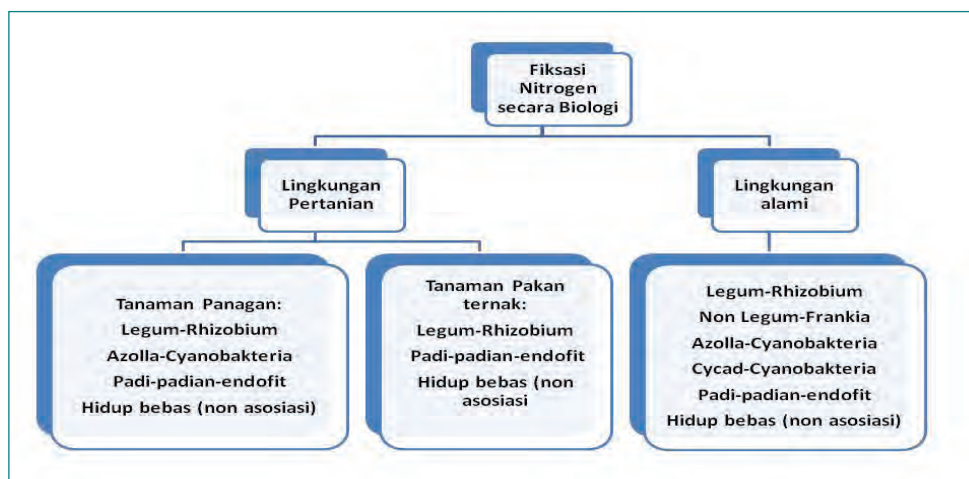 Fiksasi
Nitrogen
secara Biologi
Lingkungan
Pertanian
Lingkungan
alami
Tanaman Panagan:
Legum-Rhizobium
Azolla-Cyanobakteria
Padi-padian-endofit
Hidup bebas (non asosiasi)
Tanaman Pakan
ternak:
Legum-Rhizobium
Padi-padian-endofit
Hidup bebas (non
asosiasi
Legum-Rhizobium
Non Legum-Frankia
Azolla-Cyanobakteria
Cycad-Cyanobakteria
Padi-padian-endofit
Hidup bebas (non asosiasi)